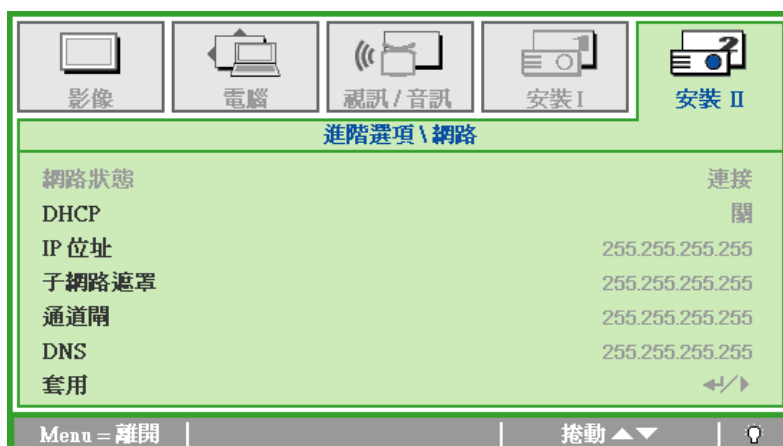 影像 電腦 視訊 / 音訊 安裝 I 安裝 II
進階選項 \ 網路
網路狀態 連接
DHCP 關
IP 位址 255.255.255.255
子網路遮罩 255.255.255.255
通道閘 255.255.255.255
DNS 255.255.255.255
套用
Menu = 離開 捲動